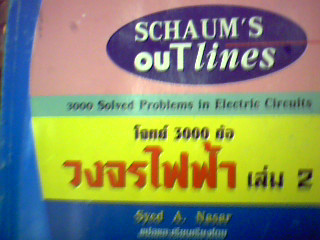 SCHAUM'S
OUTlines
3000 Solved Problems in Electric Circuits
โจทย์ 3000 ข้อ
วงจรไฟฟ้า เล่ม 2
Syed A. Nasar